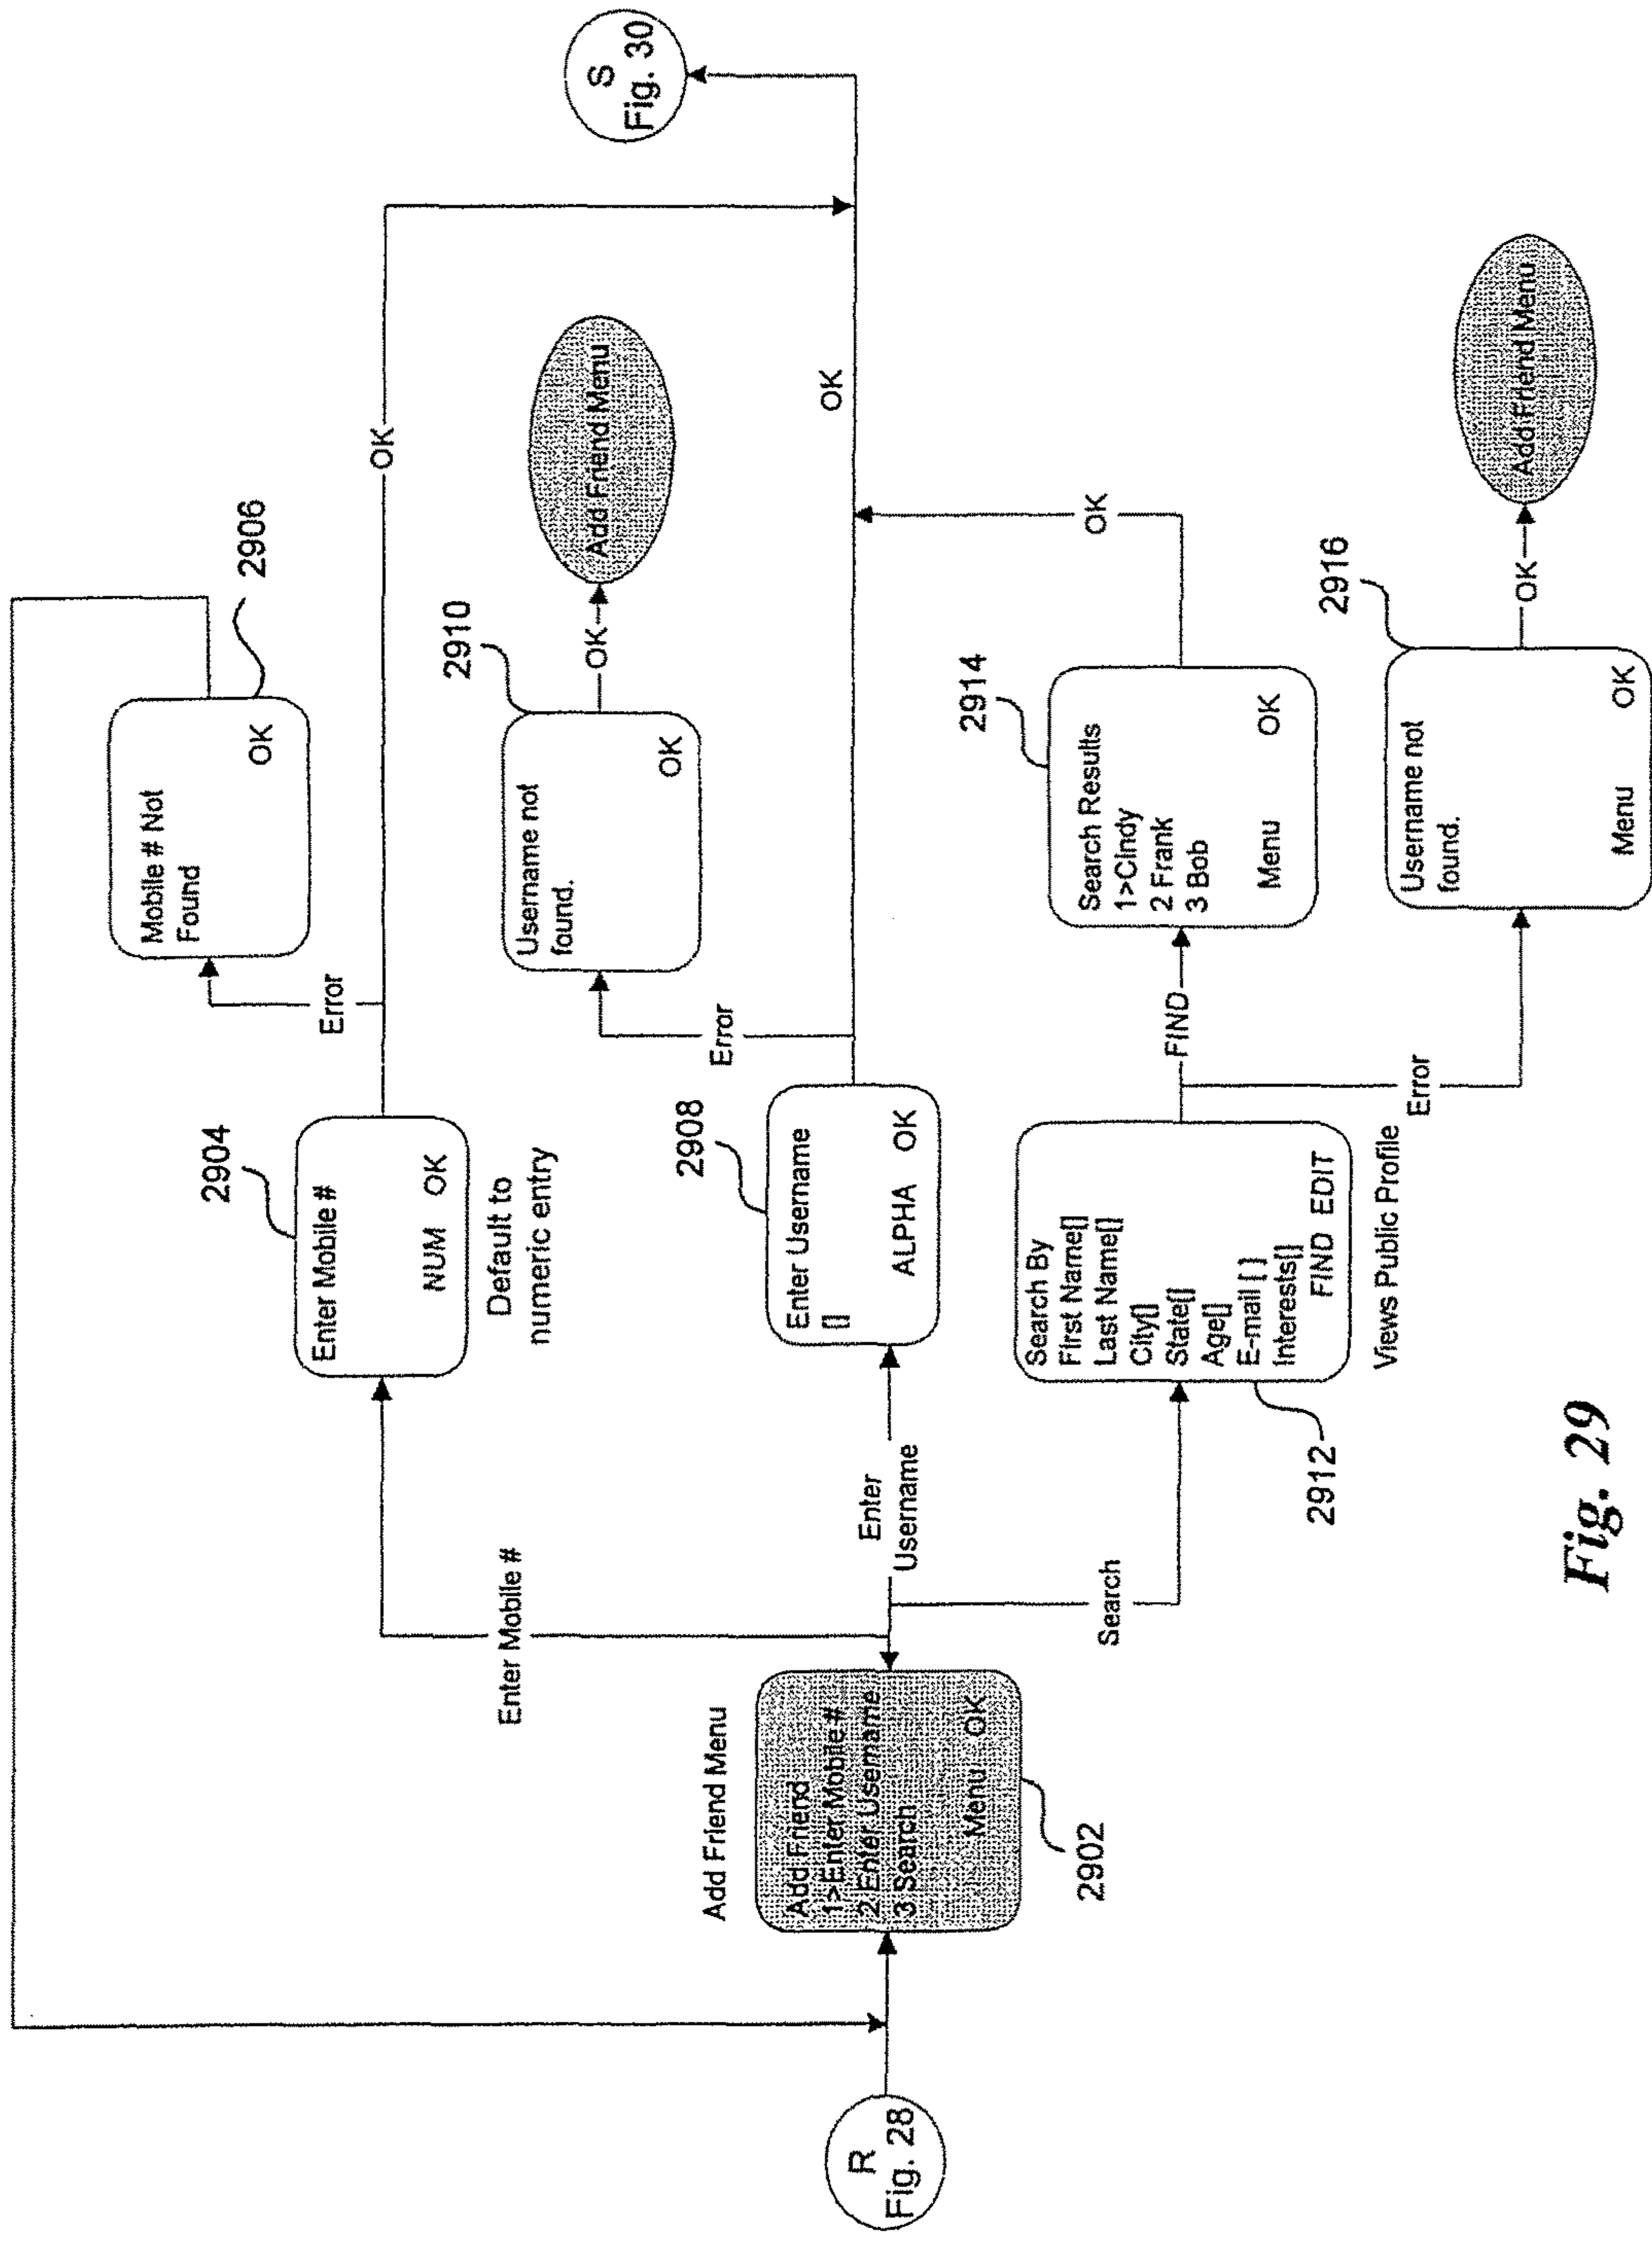 R
Fig. 28
Add Friend Menu
Add Friend
1>Enter Mobile #
2 Enter Username
3 Search
Menu OK
2902
Enter Mobile #
Enter
Username
Search
2904
Enter Mobile #
NUM OK
Default to
numeric entry
2908
Enter Username
[]
ALPHA OK
Search By
First Name[]
Last Name[]
City[]
State[]
Age[]
E-mail [ ]
Interests[]
FIND EDIT
2912
Views Public Profile
Error
Error
FIND
Error
2906
Mobile # Not
Found
OK
2910
Username not
found.
OK
2914
Search Results
1>Cindy
2 Frank
3 Bob
Menu OK
2916
Username not
found.
Menu OK
OK
OK
Add Friend Menu
OK
OK
OK
Add Friend Menu
S
Fig. 30
Fig. 29